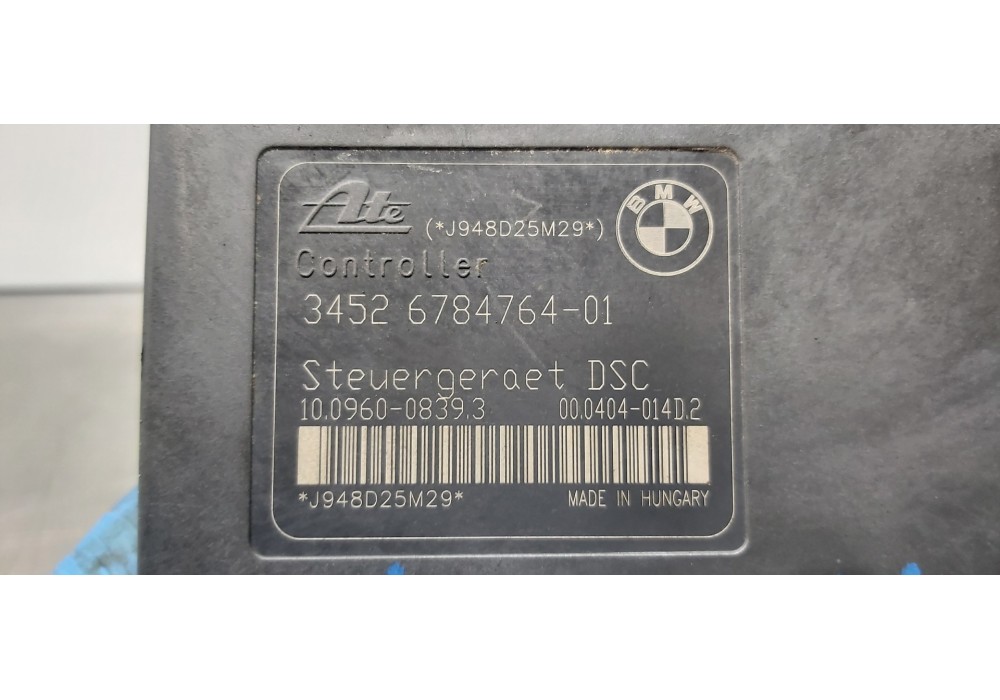 Ate (*J948D25M29*) BMW
Controller
3452 6784764-01
Steuergeraet DSC
10.0960-0839.3 00.0404-014D.2
*J948D25M29* MADE IN HUNGARY